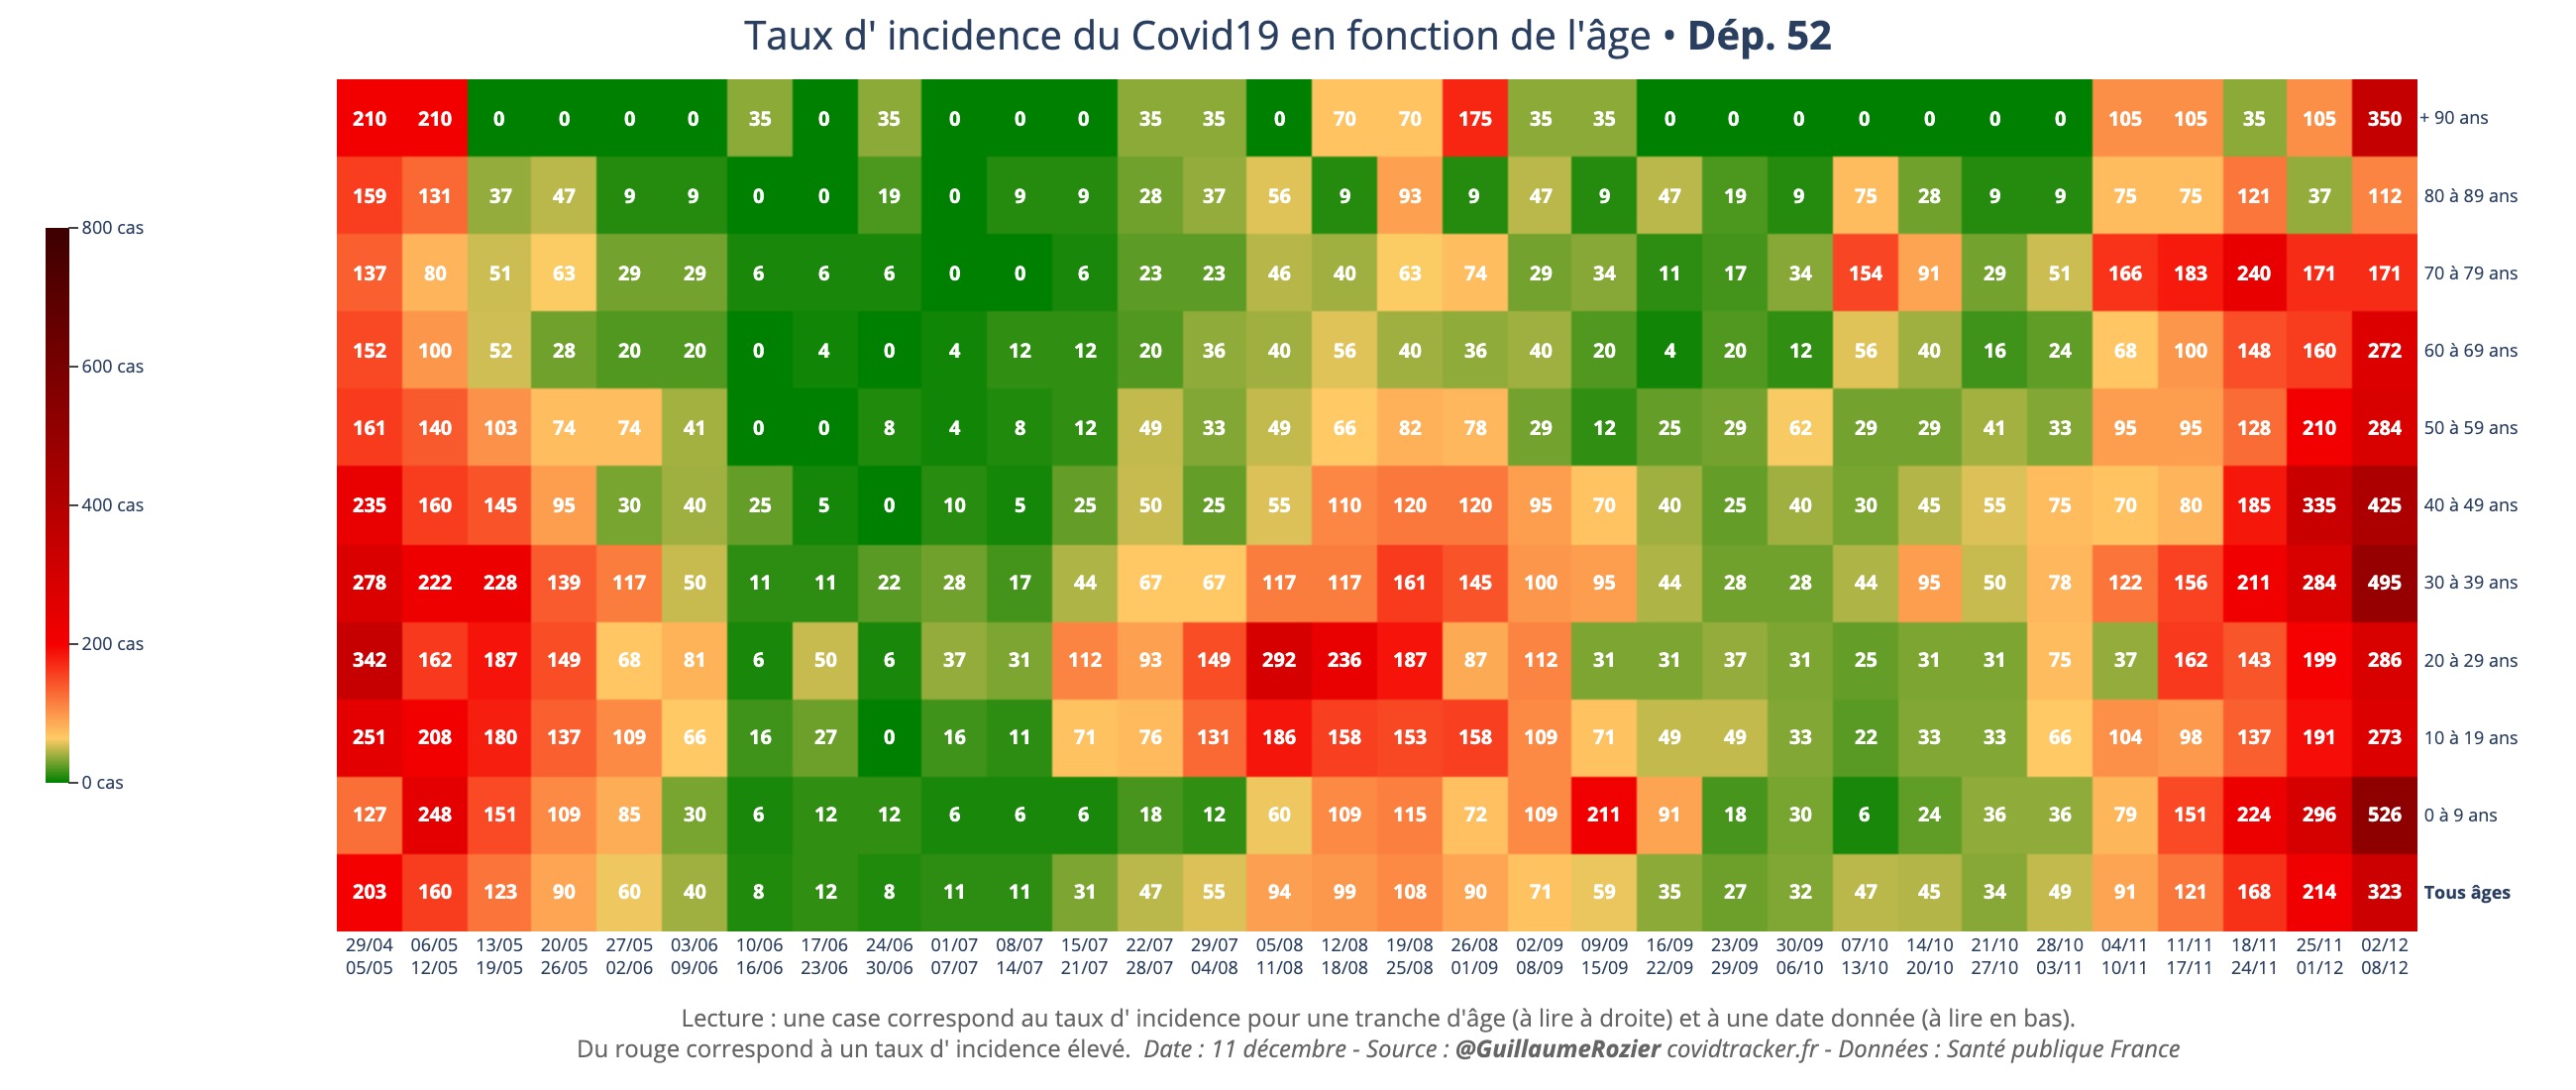 Taux d' incidence du Covid19 en fonction de l'âge • Dép. 52
800 cas
600 cas
400 cas
200 cas
0 cas
210 210 0 0 0 0 35 0 35 0 0 0 35 35 0 70 70 175 35 35 0 0 0 0 0 0 0 105 105 35 105 350 + 90 ans
159 131 37 47 9 9 0 0 19 0 9 9 28 37 56 9 93 9 47 9 47 19 9 75 28 9 9 75 75 121 37 112 80 à 89 ans
137 80 51 63 29 29 6 6 6 0 0 6 23 23 46 40 63 74 29 34 11 17 34 154 91 29 51 166 183 240 171 171 70 à 79 ans
152 100 52 28 20 20 0 4 0 4 12 12 20 36 40 56 40 36 40 20 4 20 12 56 40 16 24 68 100 148 160 272 60 à 69 ans
161 140 103 74 74 41 0 0 8 4 8 12 49 33 49 66 82 78 29 12 25 29 62 29 29 41 33 95 95 128 210 284 50 à 59 ans
235 160 145 95 30 40 25 5 0 10 5 25 50 25 55 110 120 120 95 70 40 25 40 30 45 55 75 70 80 185 335 425 40 à 49 ans
278 222 228 139 117 50 11 11 22 28 17 44 67 67 117 117 161 145 100 95 44 28 28 44 95 50 78 122 156 211 284 495 30 à 39 ans
342 162 187 149 68 81 6 50 6 37 31 112 93 149 292 236 187 87 112 31 31 37 31 25 31 31 75 37 162 143 199 286 20 à 29 ans
251 208 180 137 109 66 16 27 0 16 11 71 76 131 186 158 153 158 109 71 49 49 33 22 33 33 66 104 98 137 191 273 10 à 19 ans
127 248 151 109 85 30 6 12 12 6 6 6 18 12 60 109 115 72 109 211 91 18 30 6 24 36 36 79 151 224 296 526 0 à 9 ans
203 160 123 90 60 40 8 12 8 11 11 31 47 55 94 99 108 90 71 59 35 27 32 47 45 34 49 91 121 168 214 323 Tous âges
29/04 06/05 13/05 20/05 27/05 03/06 10/06 17/06 24/06 01/07 08/07 15/07 22/07 29/07 05/08 12/08 19/08 26/08 02/09 09/09 16/09 23/09 30/09 07/10 14/10 21/10 28/10 04/11 11/11 18/11 25/11 02/12
05/05 12/05 19/05 26/05 02/06 09/06 16/06 23/06 30/06 07/07 14/07 21/07 28/07 04/08 11/08 18/08 25/08 01/09 08/09 15/09 22/09 29/09 06/10 13/10 20/10 27/10 03/11 10/11 17/11 24/11 01/12 08/12
Lecture : une case correspond au taux d' incidence pour une tranche d'âge (à lire à droite) et à une date donnée (à lire en bas).
Du rouge correspond à un taux d' incidence élevé. Date : 11 décembre - Source : @GuillaumeRozier covidtracker.fr - Données : Santé publique France